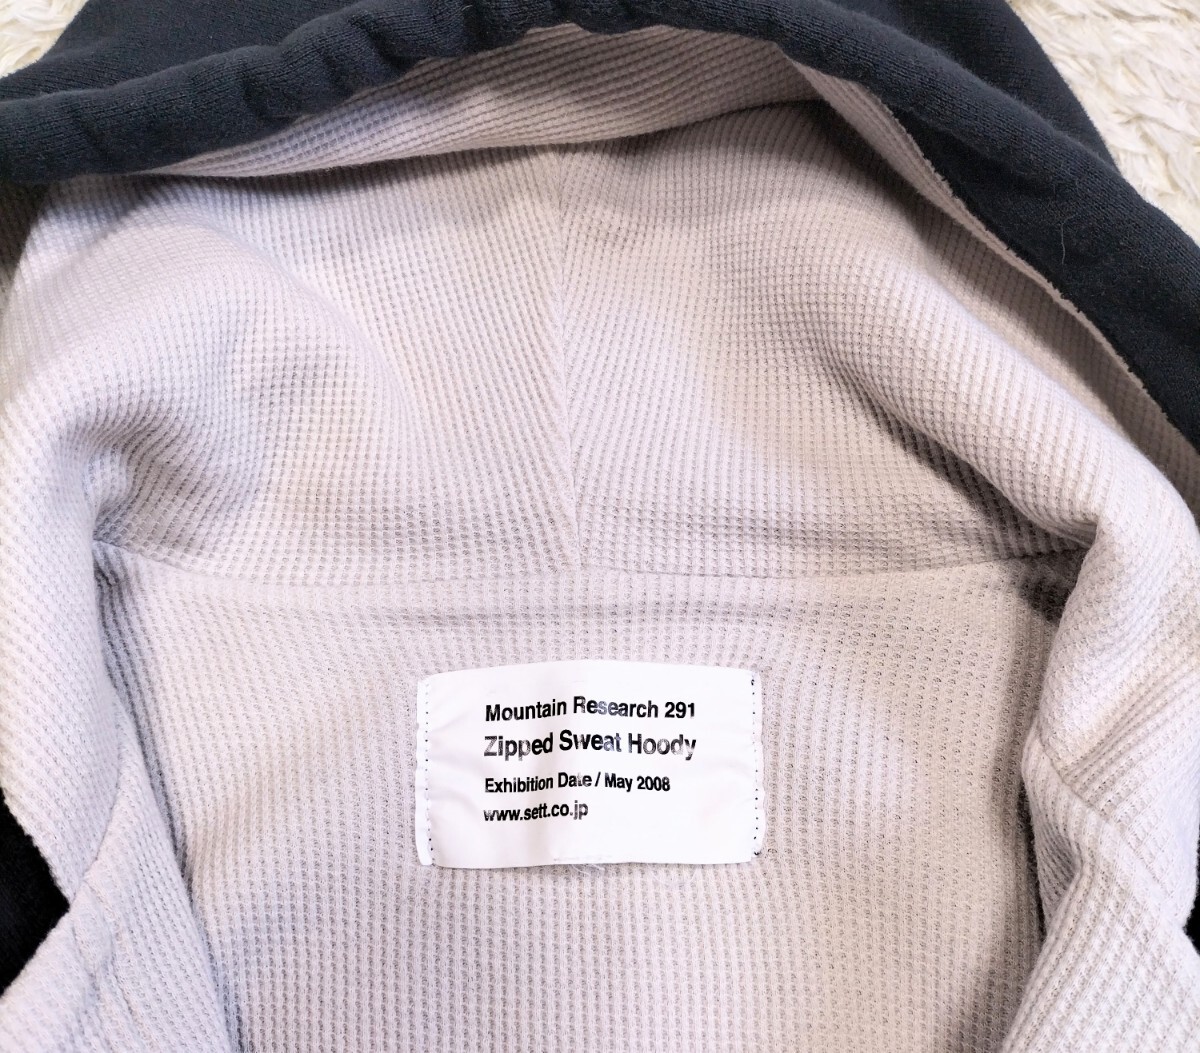 Mountain Research 291
Zipped Sweat Hoody
Exhibition Date / May 2008
www.sett.co.jp